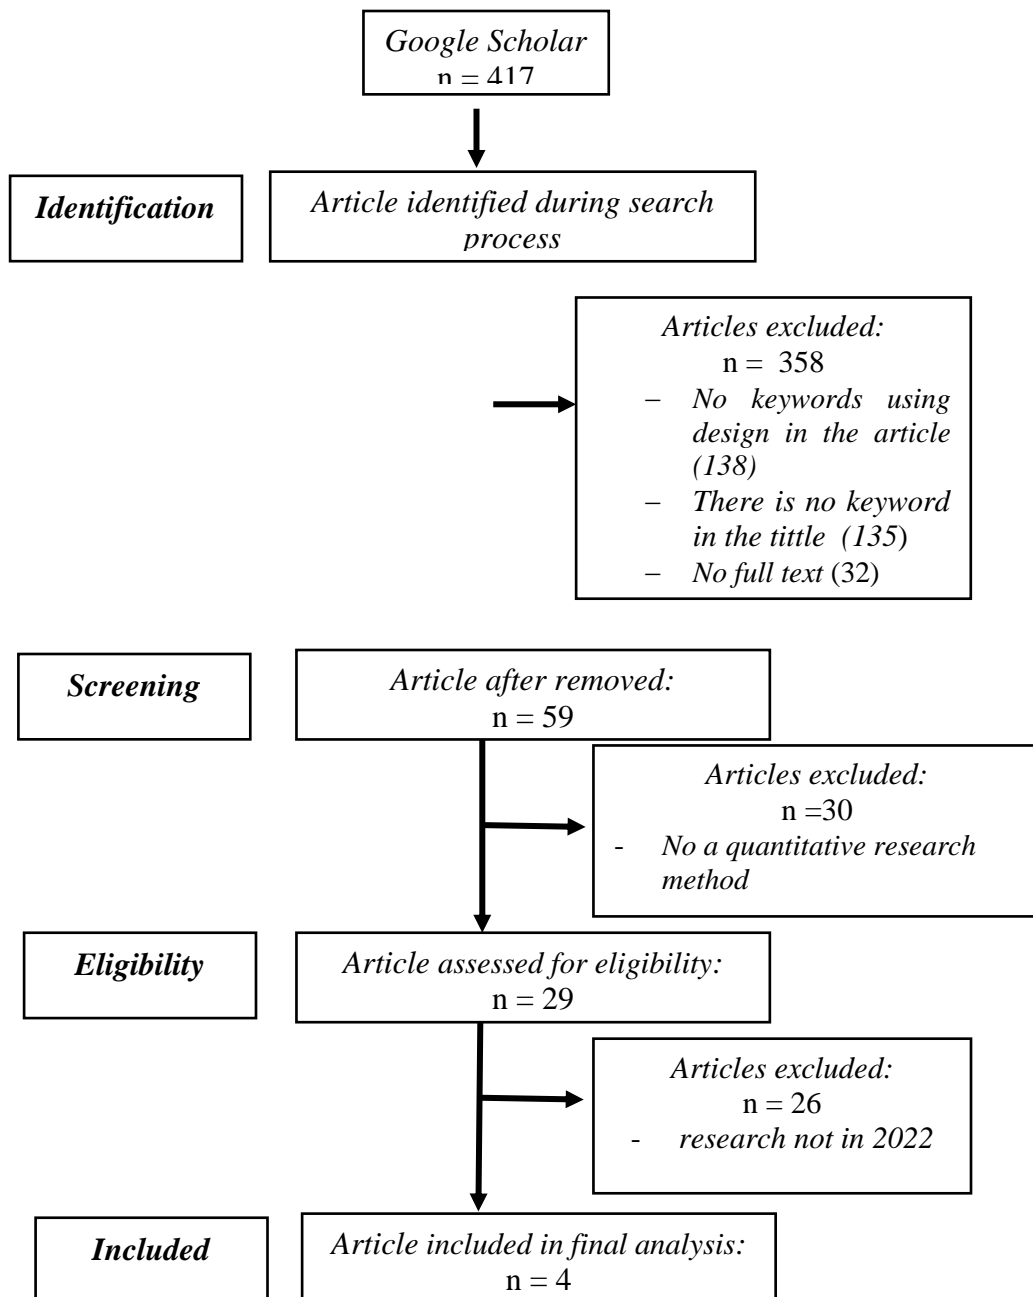 Google Scholar
n = 417
Identification
Article identified during search
process
Articles excluded:
n = 358
– No keywords using
design in the article
(138)
– There is no keyword
in the tittle (135)
– No full text (32)
Screening
Article after removed:
n = 59
Articles excluded:
n =30
- No a quantitative research
method
Eligibility
Article assessed for eligibility:
n = 29
Articles excluded:
n = 26
- research not in 2022
Included
Article included in final analysis:
n = 4